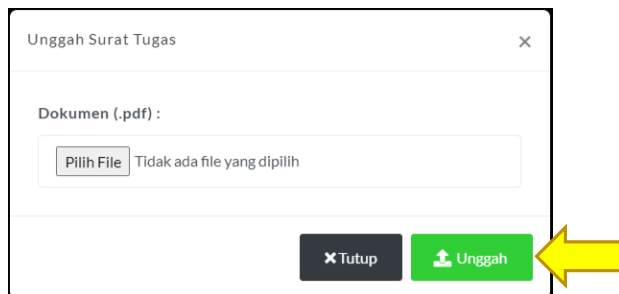 Unggah Surat Tugas
Dokumen (.pdf) :
Pilih File Tidak ada file yang dipilih
Tutup Unggah